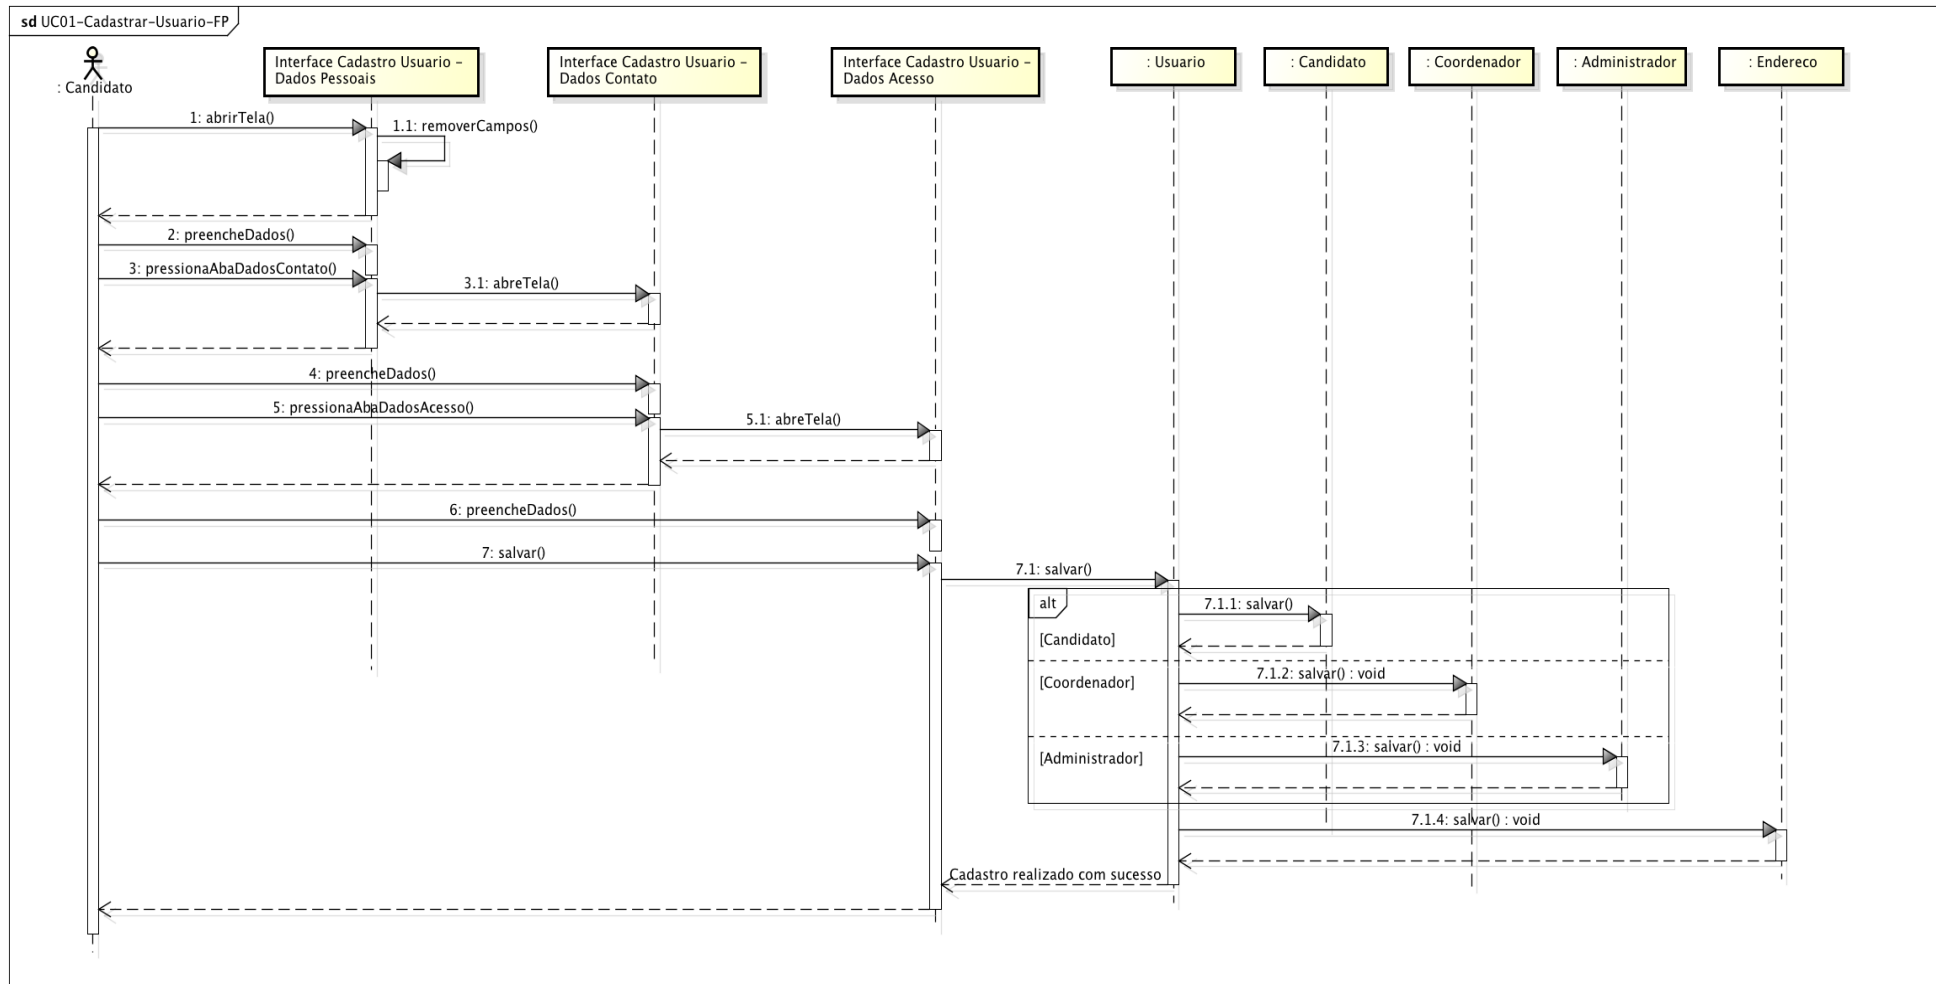 sd UC01-Cadastrar-Usuario-FP
: Candidato
Interface Cadastro Usuario -
Dados Pessoais
Interface Cadastro Usuario -
Dados Contato
Interface Cadastro Usuario -
Dados Acesso
: Usuario
: Candidato
: Coordenador
: Administrador
: Endereco
1: abrirTela()
1.1: removerCampos()
2: preencheDados()
3: pressionaAbaDadosContato()
3.1: abreTela()
4: preencheDados()
5: pressionaAbaDadosAcesso()
5.1: abreTela()
6: preencheDados()
7: salvar()
7.1: salvar()
alt
7.1.1: salvar()
[Candidato]
7.1.2: salvar() : void
[Coordenador]
7.1.3: salvar() : void
[Administrador]
7.1.4: salvar() : void
Cadastro realizado com sucesso